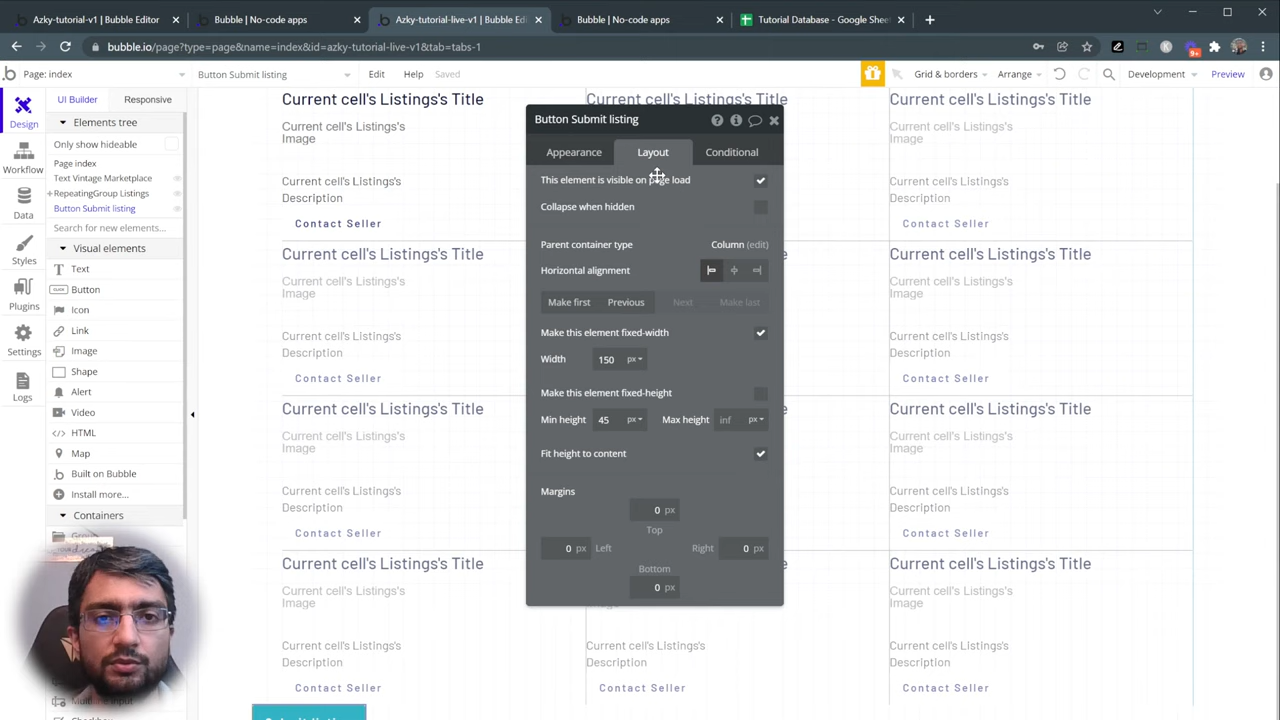 Azky-tutorial-v1 | Bubble Editor
Bubble | No-code apps
Azky-tutorial-live-v1 | Bubble Edi
Bubble | No-code apps
Tutorial Database - Google Shee
bubble.io/page?type=page&name=index&id=azky-tutorial-live-v1&tab=tabs-1
9+
Page: index
Button Submit listing
Edit
Help
Saved
Grid & borders
Arrange
Development
Preview
Design
Workflow
Data
Styles
Plugins
Settings
Logs
UI Builder
Responsive
Elements tree
Only show hideable
Page index
Text Vintage Marketplace
RepeatingGroup Listings
Button Submit listing
Search for new elements...
Visual elements
Text
CLICK
Button
Icon
Link
Image
Shape
Alert
Video
HTML
Map
Built on Bubble
Install more...
Containers
Multiline Input
Button Submit listing
Appearance
Layout
Conditional
This element is visible on page load
Collapse when hidden
Parent container type
Column (edit)
Horizontal alignment
Make first
Previous
Next
Make last
Make this element fixed-width
Width
150 px
Make this element fixed-height
Min height
45 px
Max height
inf px
Fit height to content
Margins
0 px
Top
0 px
Left
Right
0 px
Bottom
0 px
Current cell's Listings's Title
Current cell's Listings's Title
Current cell's Listings's Title
Current cell's Listings's
Image
Current cell's Listings's
Image
Current cell's Listings's
Description
Current cell's Listings's
Description
Contact Seller
Contact Seller
Current cell's Listings's Title
Current cell's Listings's Title
Current cell's Listings's
Image
Current cell's Listings's
Image
Current cell's Listings's
Description
Current cell's Listings's
Description
Contact Seller
Contact Seller
Current cell's Listings's Title
Current cell's Listings's Title
Current cell's Listings's
Image
Current cell's Listings's
Image
Current cell's Listings's
Description
Current cell's Listings's
Description
Contact Seller
Contact Seller
Current cell's Listings's Title
Current cell's Listings's Title
Current cell's Listings's
Image
Current cell's Listings's
Image
Current cell's Listings's
Description
Current cell's Listings's
Description
Current cell's Listings's
Description
Contact Seller
Contact Seller
Contact Seller